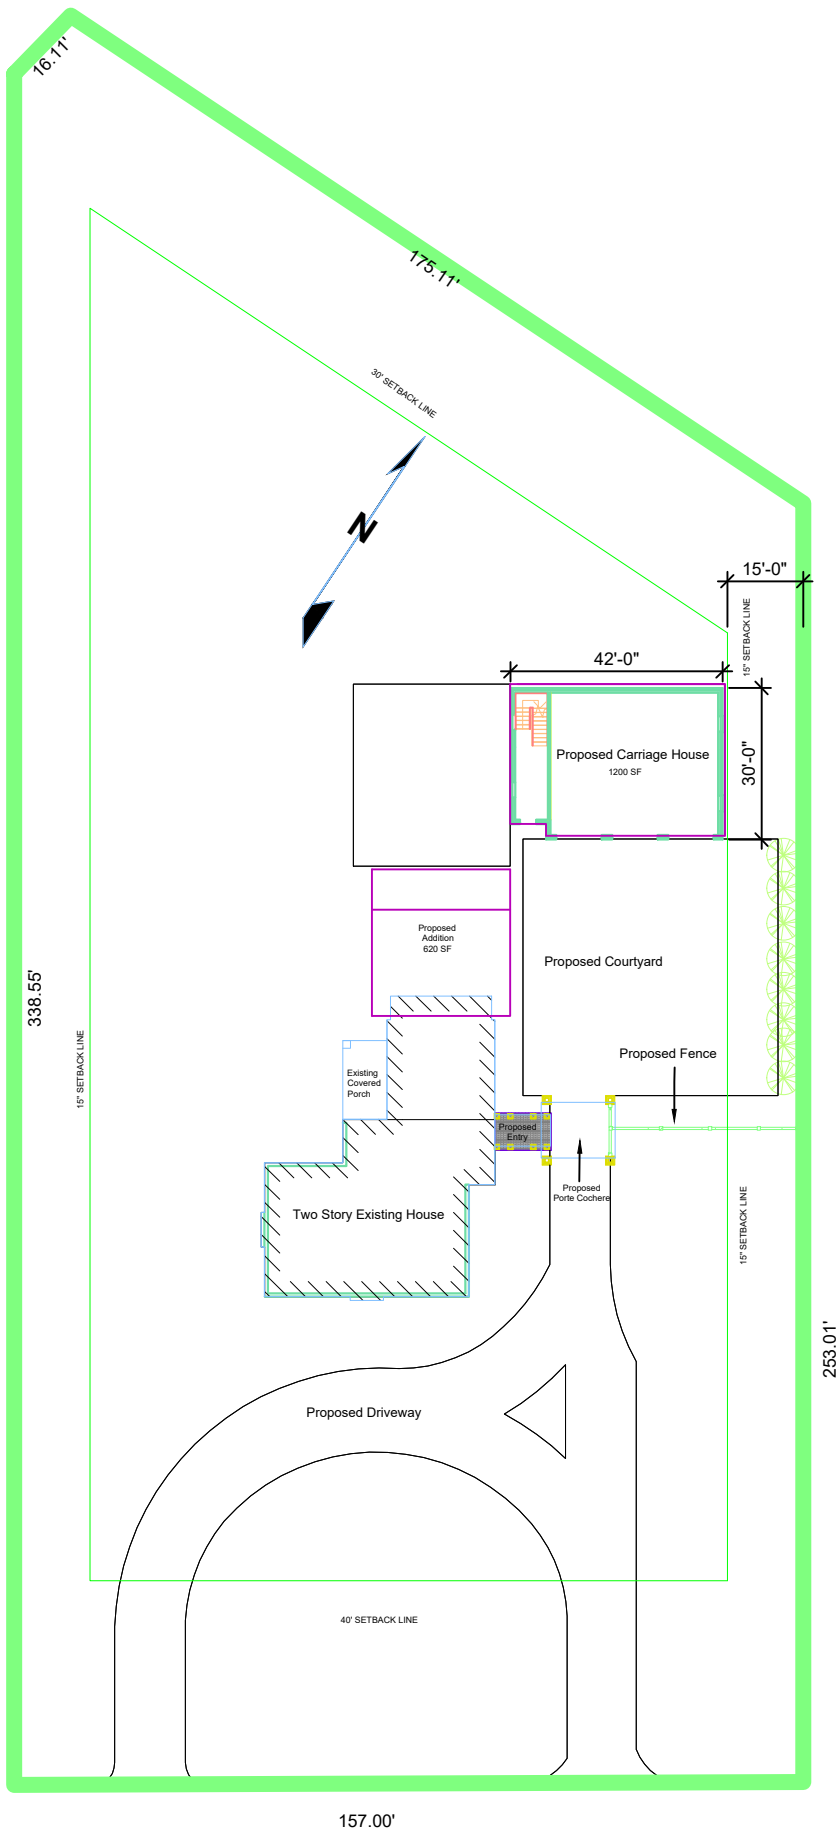 16.11'
175.11'
30' SETBACK LINE
N
15'-0"
15" SETBACK LINE
42'-0"
Proposed Carriage House
1200 SF
30'-0"
Proposed
Addition
620 SF
Proposed Courtyard
338.55'
15" SETBACK LINE
Existing
Covered
Porch
Proposed Fence
Proposed
Entry
Proposed
Porte Cochere
Two Story Existing House
15" SETBACK LINE
253.01'
Proposed Driveway
40' SETBACK LINE
157.00'